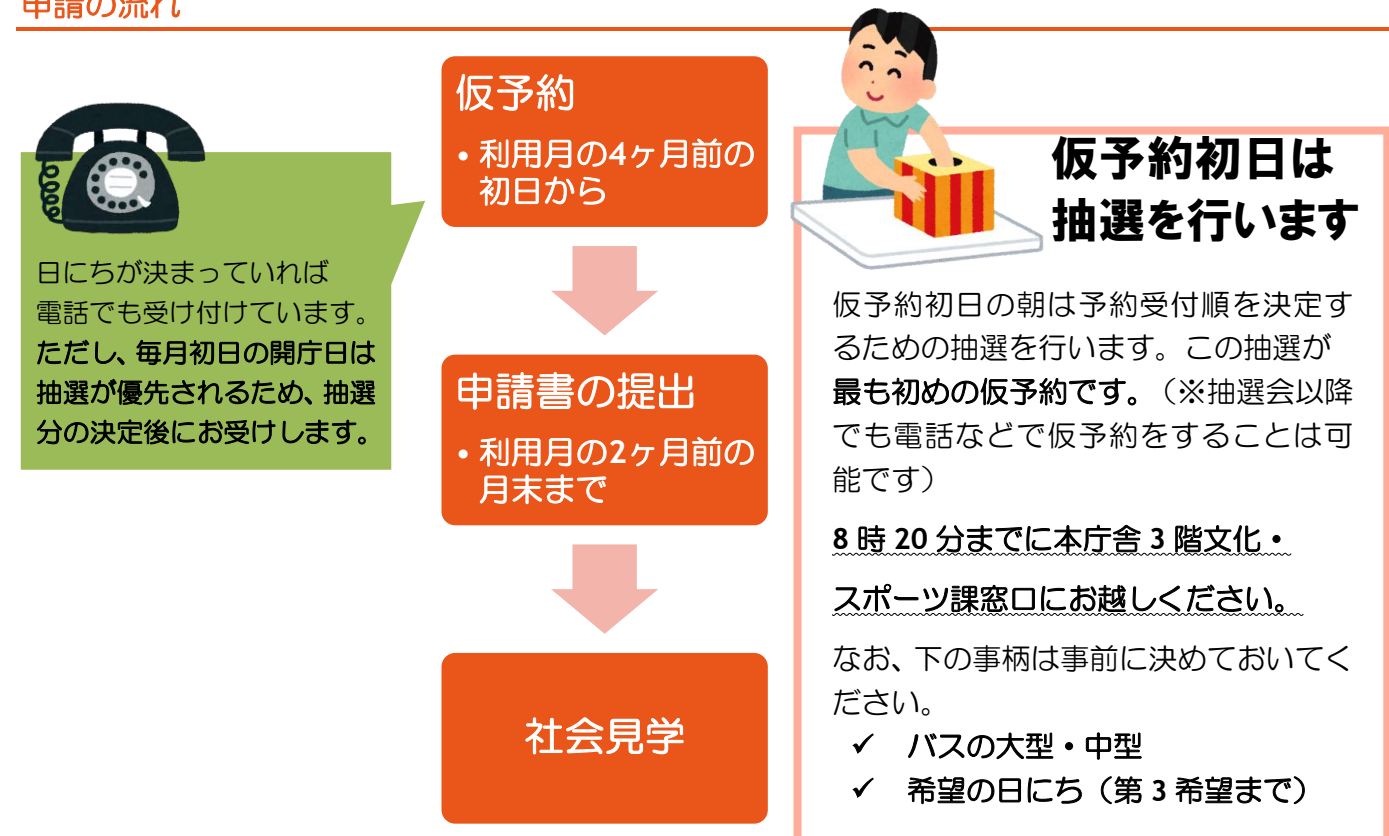 申請の流れ
日にちが決まっていれば
電話でも受け付けています。
ただし、毎月初日の開庁日は
抽選が優先されるため、抽選
分の決定後にお受けします。
仮予約
• 利用月の4ヶ月前の
初日から
申請書の提出
• 利用月の2ヶ月前の
月末まで
社会見学
仮予約初日は
抽選を行います
仮予約初日の朝は予約受付順を決定す
るための抽選を行います。この抽選が
最も初めの仮予約です。（※抽選会以降
でも電話などで仮予約をすることは可
能です）
8 時 20 分までに本庁舎 3 階文化・
スポーツ課窓口にお越しください。
なお、下の事柄は事前に決めておいてく
ださい。
✓ バスの大型・中型
✓ 希望の日にち（第 3 希望まで）